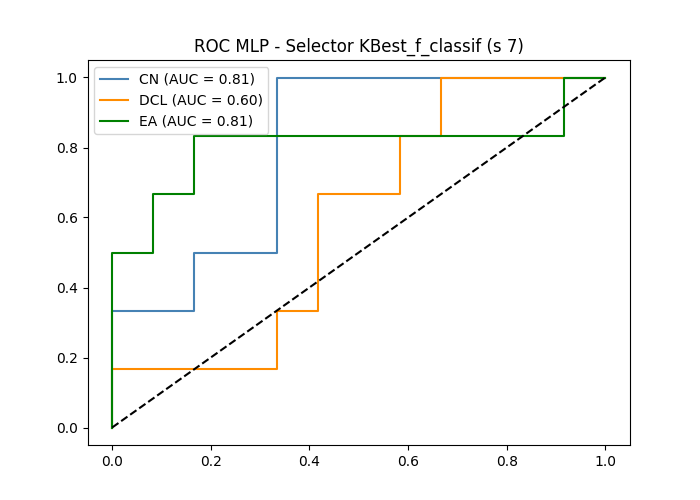 ROC MLP - Selector KBest_f_classif (s 7)
CN (AUC = 0.81)
DCL (AUC = 0.60)
EA (AUC = 0.81)
1.0
0.8
0.6
0.4
0.2
0.0
0.0 0.2 0.4 0.6 0.8 1.0